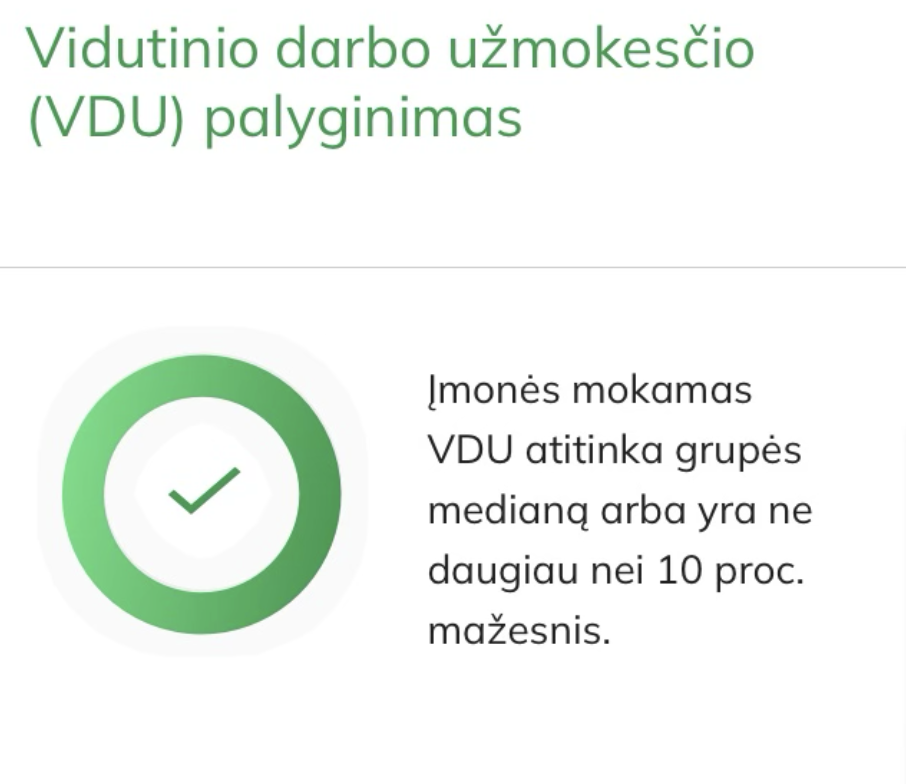 Vidutinio darbo užmokesčio
(VDU) palyginimas
Įmonės mokamas
VDU atitinka grupės
medianą arba yra ne
daugiau nei 10 proc.
mažesnis.